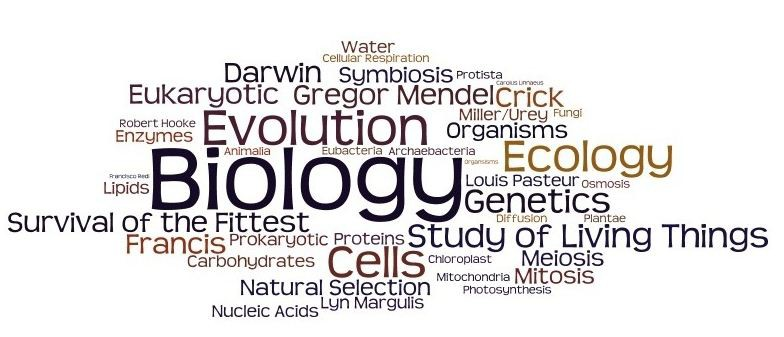 Water
Cellular Respiration
Darwin Symbiosis Protista
Carolus Linnaeus
Eukaryotic Gregor Mendel Crick
Miller/Urey Fungi
Robert Hooke Evolution Organisms
Enzymes
Animalia Eubacteria Archaebacteria
Biology Organsisms Ecology
Francisco Redi
Lipids Louis Pasteur Osmosis
Genetics
Survival of the Fittest Diffusion Plantae
Francis Prokaryotic Proteins Study of Living Things
Carbohydrates Cells Chloroplast Meiosis
Mitochondria Mitosis
Natural Selection Photosynthesis
Nucleic Acids Lyn Margulis